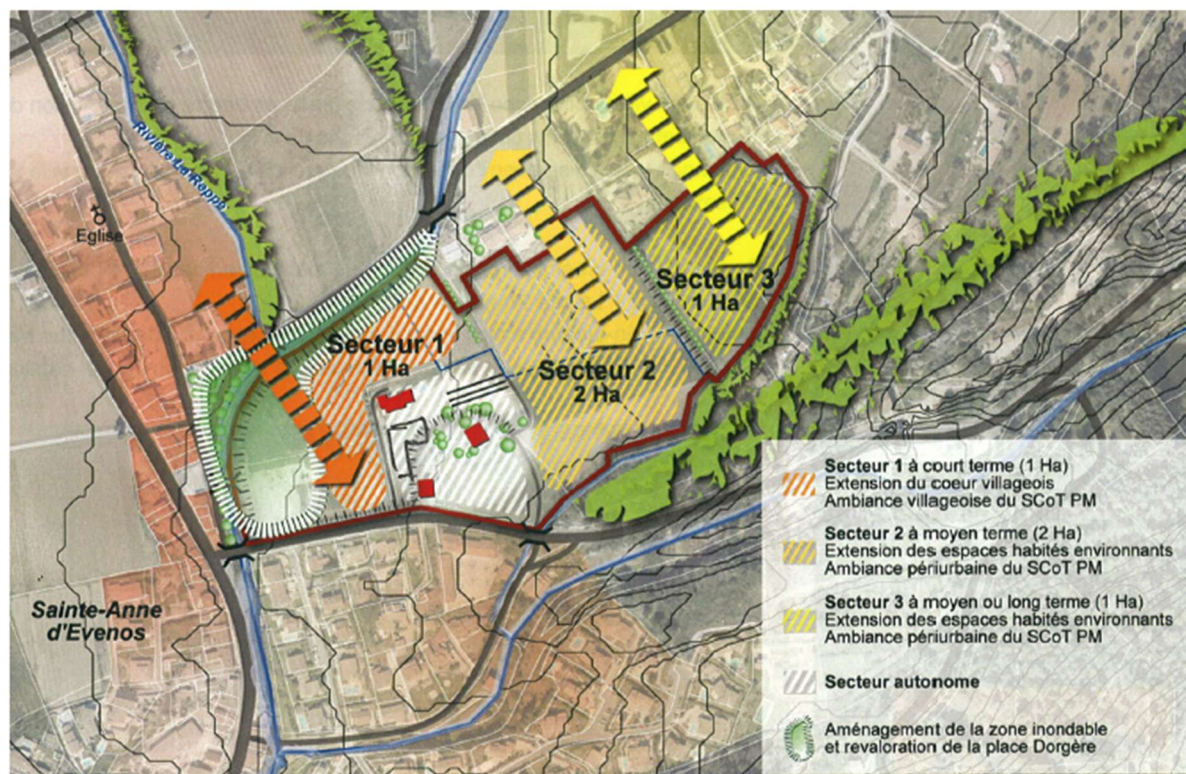 Rivière La Reppe
Eglise
Secteur 1
1 Ha
Secteur 2
2 Ha
Secteur 3
1 Ha
Sainte-Anne
d'Evenos
Secteur 1 à court terme (1 Ha)
Extension du coeur villageois
Ambiance villageoise du SCoT PM
Secteur 2 à moyen terme (2 Ha)
Extension des espaces habités environnants
Ambiance périurbaine du SCoT PM
Secteur 3 à moyen ou long terme (1 Ha)
Extension des espaces habités environnants
Ambiance périurbaine du SCoT PM
Secteur autonome
Aménagement de la zone inondable
et revaloration de la place Dorgère